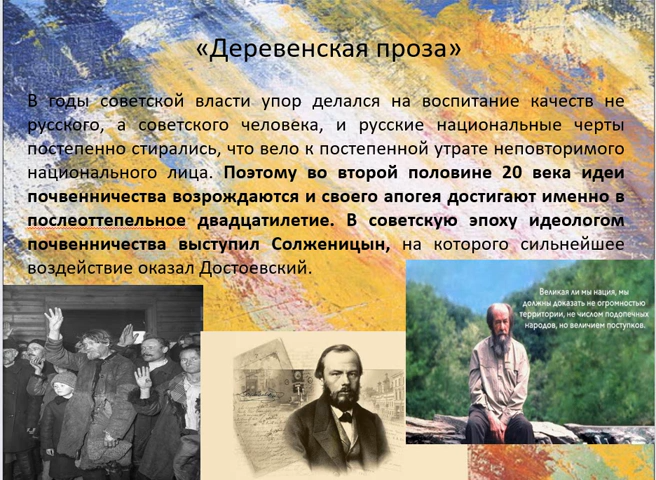 «Деревенская проза»
В годы советской власти упор делался на воспитание качеств не
русского, а советского человека, и русские национальные черты
постепенно стирались, что вело к постепенной утрате неповторимого
национального лица. Поэтому во второй половине 20 века идеи
почвенничества возрождаются и своего апогея достигают именно в
послеоттепельное двадцатилетие. В советскую эпоху идеологом
почвенничества выступил Солженицын, на которого сильнейшее
воздействие оказал Достоевский.
Великая ли мы нация, мы
должны доказать не огромностью
территории, не числом подопечных
народов, но величием поступков.